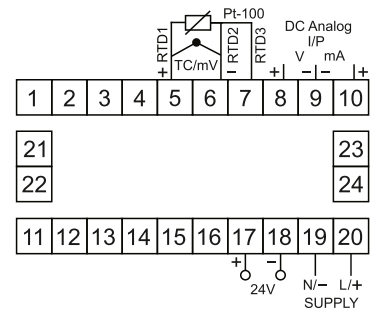 Pt-100
RTD1
RTD2
RTD3
TC/mV
+ –
DC Analog
I/P
V mA
+ – – +
1 2 3 4 5 6 7 8 9 10
21 23
22 24
11 12 13 14 15 16 17 18 19 20
+ –
24V
N/– L/+
SUPPLY